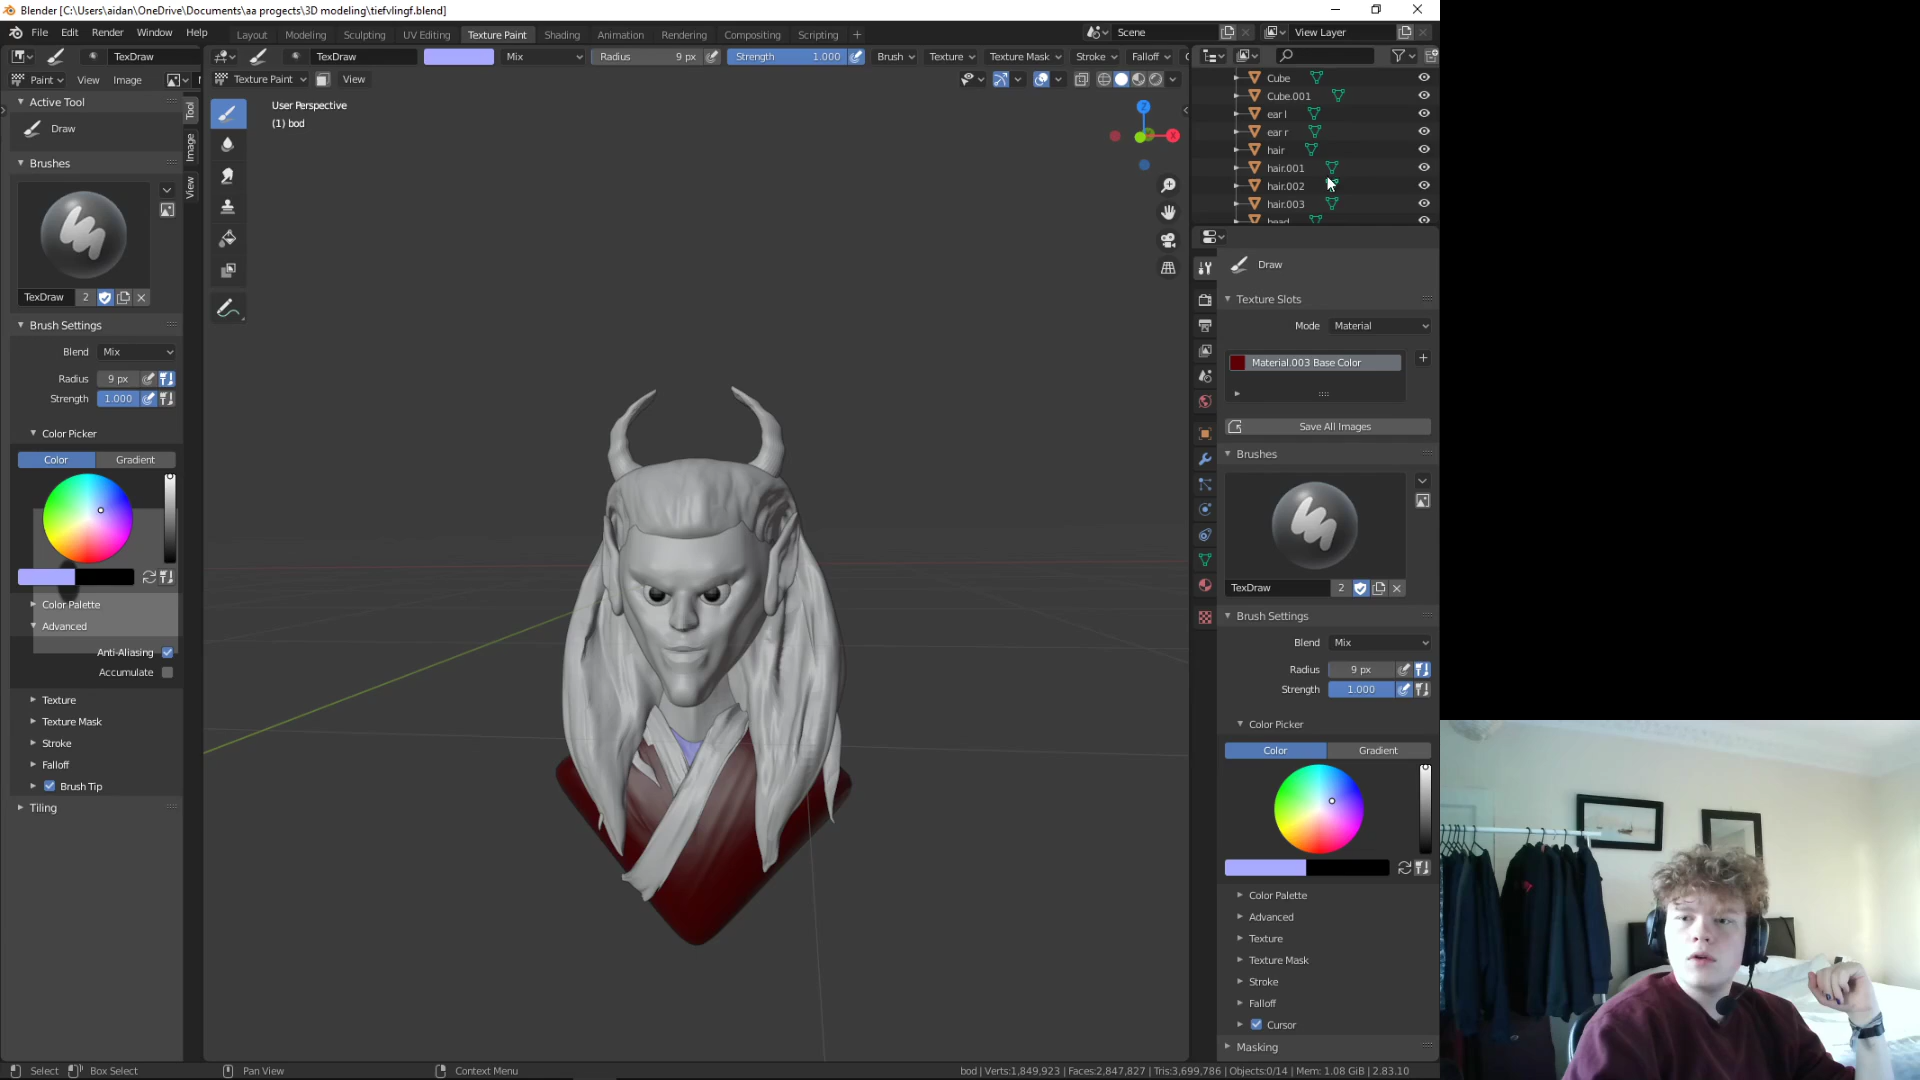 Blender [C:\Users\aidan\OneDrive\Documents\aa progects\3D modeling\tiefvlingf.blend]
File Edit Render Window Help
Layout Modeling Sculpting UV Editing Texture Paint Shading Animation Rendering Compositing Scripting +
Scene View Layer
TexDraw
TexDraw Mix Radius 9 px Strength 1.000 Brush Texture Texture Mask Stroke Falloff
Paint View Image
Texture Paint View
Active Tool
Draw
Brushes
TexDraw 2
Brush Settings
Blend Mix
Radius 9 px
Strength 1.000
Color Picker
Color Gradient
Color Palette
Advanced
Anti-Aliasing
Accumulate
Texture
Texture Mask
Stroke
Falloff
Brush Tip
Tiling
Tool
Image
View
User Perspective
(1) bod
Z
X
Cube
Cube.001
ear l
ear r
hair
hair.001
hair.002
hair.003
head
Draw
Texture Slots
Mode Material
Material.003 Base Color
Save All Images
Brushes
TexDraw 2
Brush Settings
Blend Mix
Radius 9 px
Strength 1.000
Color Picker
Color Gradient
Color Palette
Advanced
Texture
Texture Mask
Stroke
Falloff
Cursor
Masking
Select Box Select Pan View Context Menu
bod | Verts:1,849,923 | Faces:2,847,827 | Tris:3,699,786 | Objects:0/14 | Mem: 1.08 GiB | 2.83.10